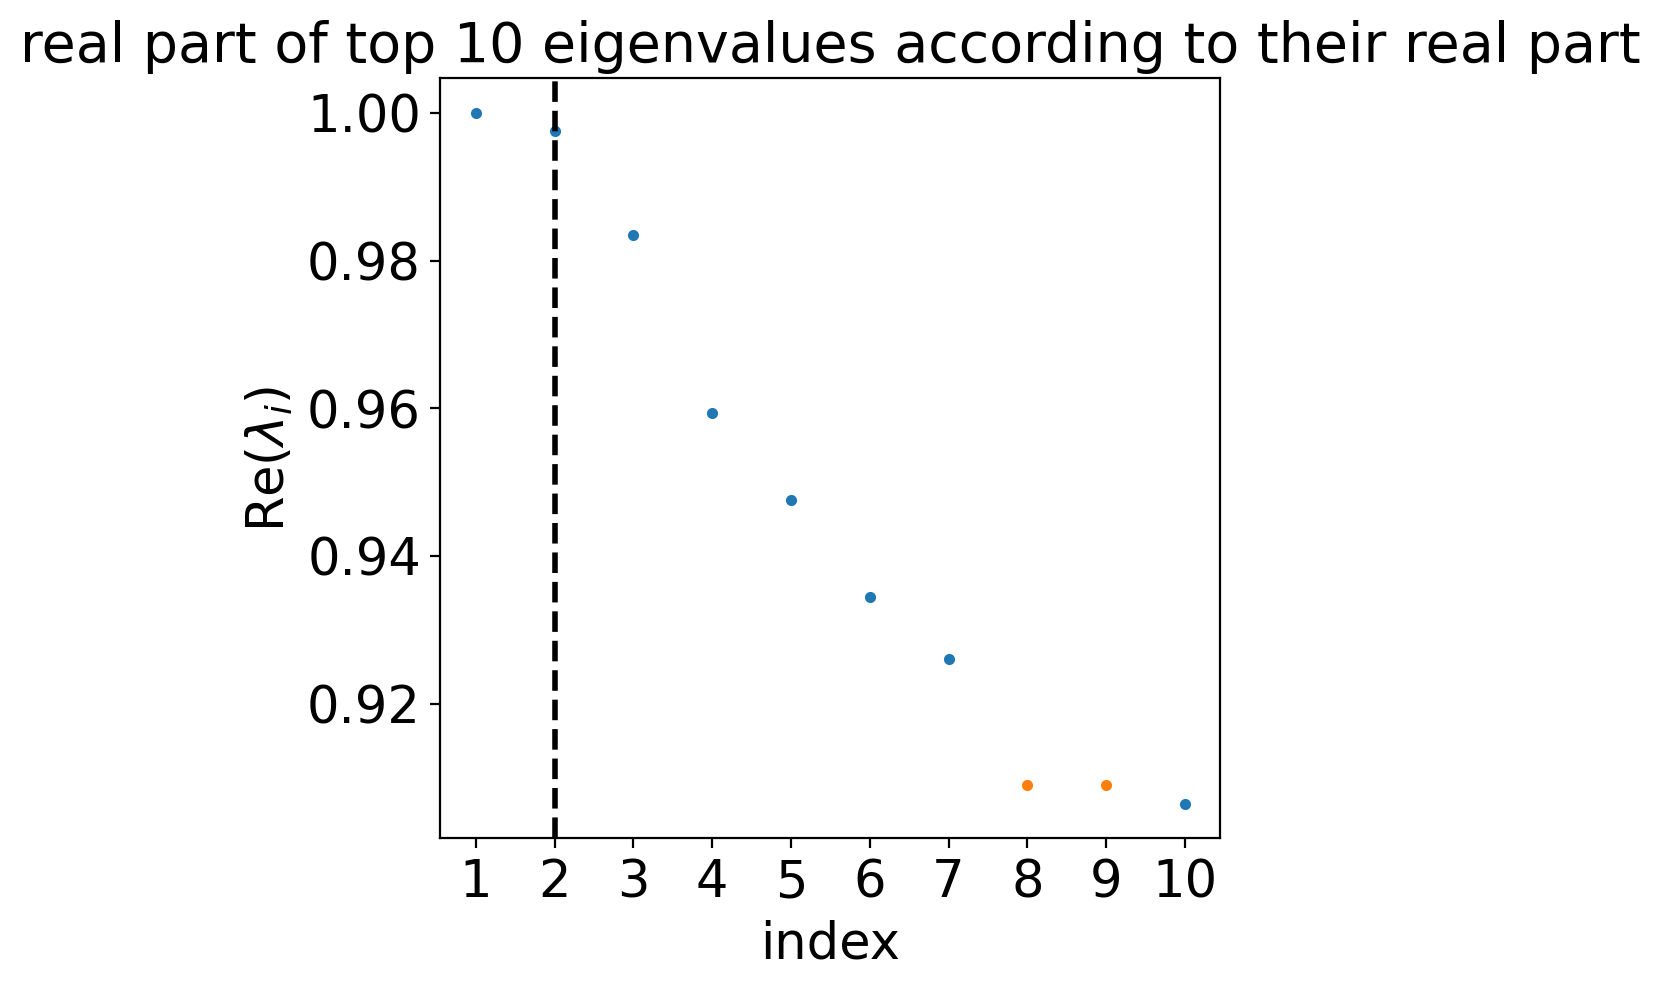 real part of top 10 eigenvalues according to their real part
1.00
0.98
0.96
0.94
0.92
Re(λi)
1 2 3 4 5 6 7 8 9 10
index